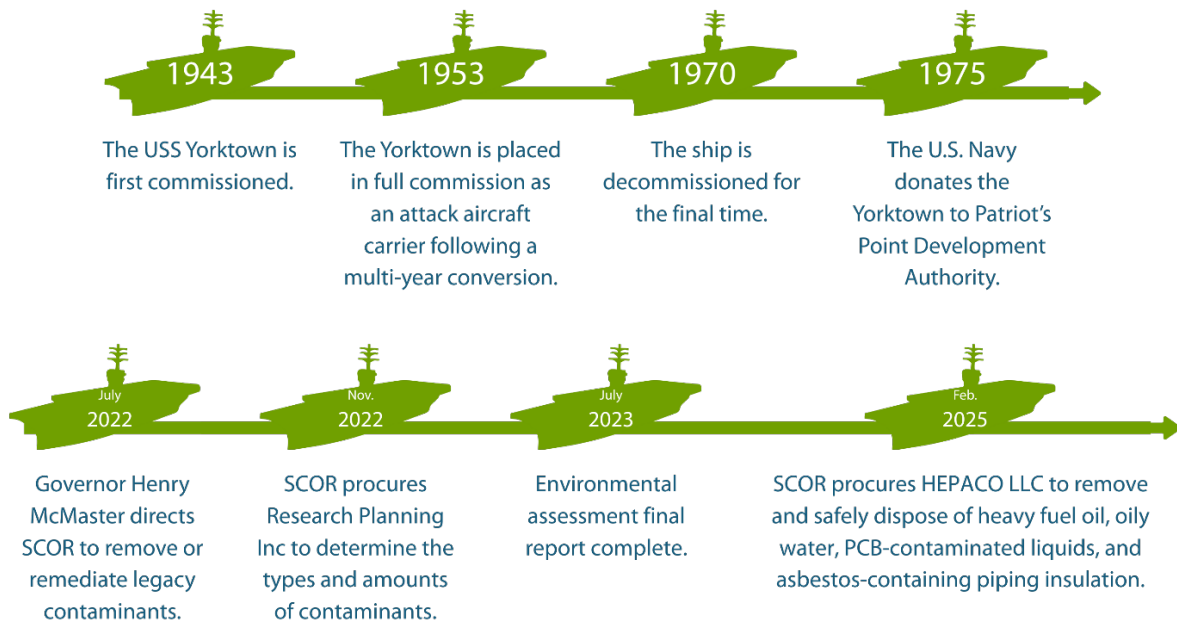 1943
The USS Yorktown is
first commissioned.
1953
The Yorktown is placed
in full commission as
an attack aircraft
carrier following a
multi-year conversion.
1970
The ship is
decommissioned for
the final time.
1975
The U.S. Navy
donates the
Yorktown to Patriot’s
Point Development
Authority.
July
2022
Governor Henry
McMaster directs
SCOR to remove or
remediate legacy
contaminants.
Nov.
2022
SCOR procures
Research Planning
Inc to determine the
types and amounts
of contaminants.
July
2023
Environmental
assessment final
report complete.
Feb.
2025
SCOR procures HEPACO LLC to remove
and safely dispose of heavy fuel oil, oily
water, PCB-contaminated liquids, and
asbestos-containing piping insulation.